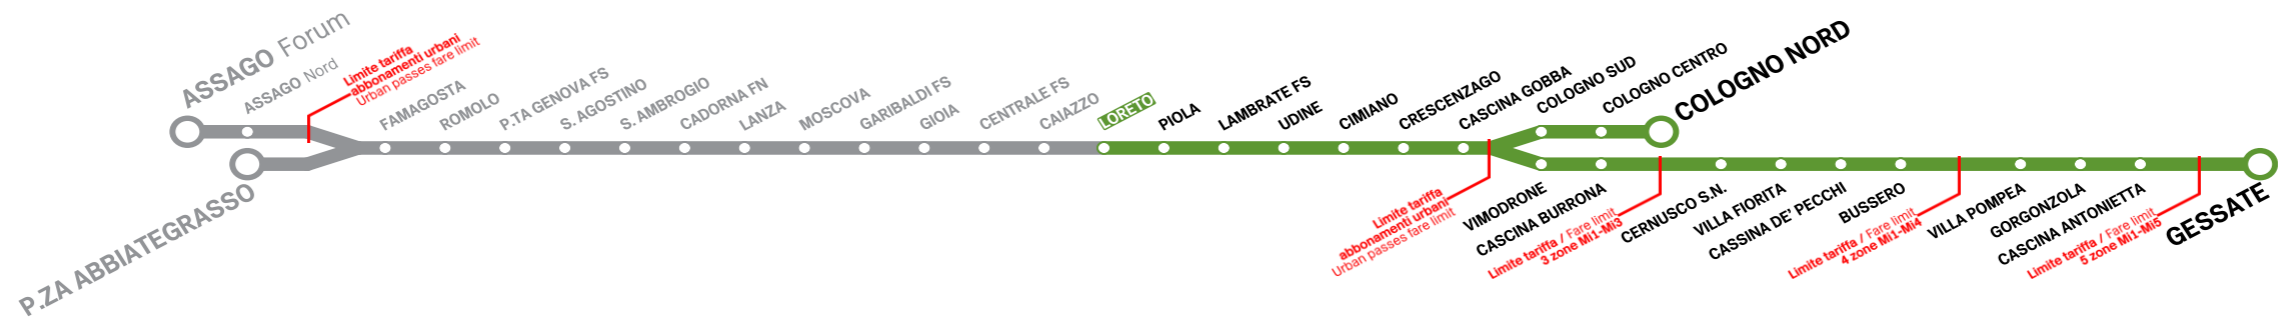 ASSAGO Forum
ASSAGO Nord
Limite tariffa
abbonamenti urbani
Urban passes fare limit
P.ZA ABBIATEGRASSO
FAMAGOSTA
ROMOLO
P.TA GENOVA FS
S. AGOSTINO
S. AMBROGIO
CADORNA FN
LANZA
MOSCOVA
GARIBALDI FS
GIOIA
CENTRALE FS
CAIAZZO
LORETO
PIOLA
LAMBRATE FS
UDINE
CIMIANO
CRESCENZAGO
CASCINA GOBBA
COLOGNO SUD
COLOGNO CENTRO
COLOGNO NORD
Limite tariffa
abbonamenti urbani
Urban passes fare limit
VIMODRONE
CASCINA BURRONA
Limite tariffa / Fare limit
3 zone Mi1-Mi3
CERNUSCO S.N.
VILLA FIORITA
CASSINA DE' PECCHI
BUSSERO
Limite tariffa / Fare limit
4 zone Mi1-Mi4
VILLA POMPEA
GORGONZOLA
CASCINA ANTONIETTA
Limite tariffa / Fare limit
5 zone Mi1-Mi5
GESSATE